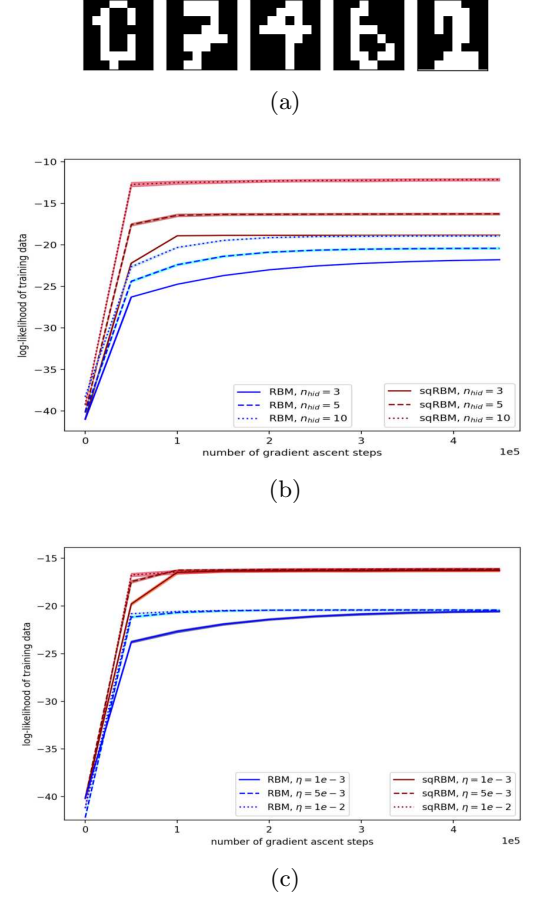 (a)
−10
−15
−20
−25
−30
−35
−40
log-likelihood of training data
RBM, n_hid = 3
RBM, n_hid = 5
RBM, n_hid = 10
sqRBM, n_hid = 3
sqRBM, n_hid = 5
sqRBM, n_hid = 10
0 1 2 3 4
1e5
number of gradient ascent steps
(b)
−15
−20
−25
−30
−35
−40
log-likelihood of training data
RBM, η = 1e − 3
RBM, η = 5e − 3
RBM, η = 1e − 2
sqRBM, η = 1e − 3
sqRBM, η = 5e − 3
sqRBM, η = 1e − 2
0 1 2 3 4
1e5
number of gradient ascent steps
(c)